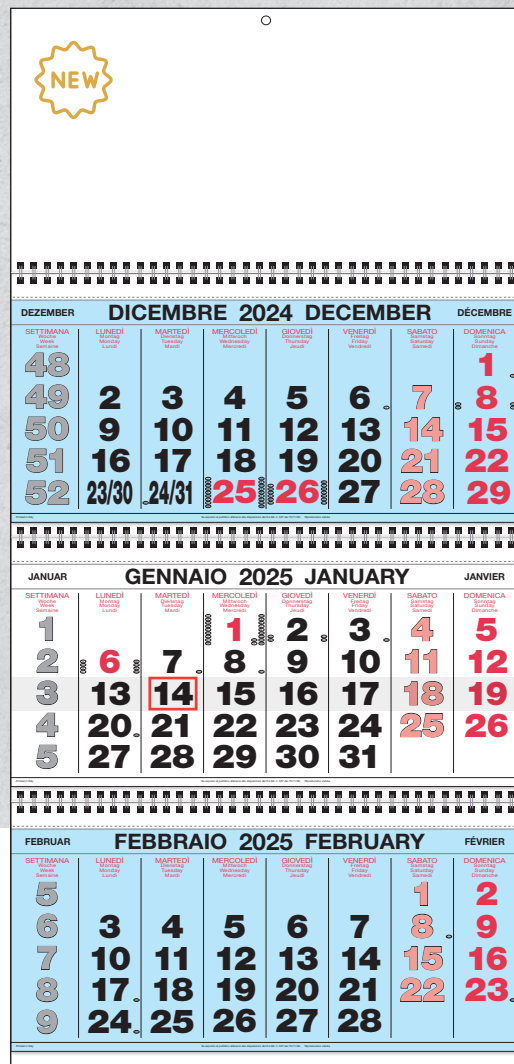 NEW
DEZEMBER DICEMBRE 2024 DECEMBER DÉCEMBRE
SETTIMANA LUNEDÌ MARTEDÌ MERCOLEDÌ GIOVEDÌ VENERDÌ SABATO DOMENICA
Woche Montag Dienstag Mittwoch Donnerstag Freitag Samstag Sonntag
Week Monday Tuesday Wednesday Thursday Friday Saturday Sunday
Semaine Lundi Mardi Mercredi Jeudi Vendredi Samedi Dimanche
48 1
49 2 3 4 5 6 7 8
50 9 10 11 12 13 14 15
51 16 17 18 19 20 21 22
52 23/30 24/31 25 26 27 28 29
JANUAR GENNAIO 2025 JANUARY JANVIER
SETTIMANA LUNEDÌ MARTEDÌ MERCOLEDÌ GIOVEDÌ VENERDÌ SABATO DOMENICA
Woche Montag Dienstag Mittwoch Donnerstag Freitag Samstag Sonntag
Week Monday Tuesday Wednesday Thursday Friday Saturday Sunday
Semaine Lundi Mardi Mercredi Jeudi Vendredi Samedi Dimanche
1 1 2 3 4 5
2 6 7 8 9 10 11 12
3 13 14 15 16 17 18 19
4 20 21 22 23 24 25 26
5 27 28 29 30 31
FEBRUAR FEBBRAIO 2025 FEBRUARY FÉVRIER
SETTIMANA LUNEDÌ MARTEDÌ MERCOLEDÌ GIOVEDÌ VENERDÌ SABATO DOMENICA
Woche Montag Dienstag Mittwoch Donnerstag Freitag Samstag Sonntag
Week Monday Tuesday Wednesday Thursday Friday Saturday Sunday
Semaine Lundi Mardi Mercredi Jeudi Vendredi Samedi Dimanche
5 1 2
6 3 4 5 6 7 8 9
7 10 11 12 13 14 15 16
8 17 18 19 20 21 22 23
9 24 25 26 27 28